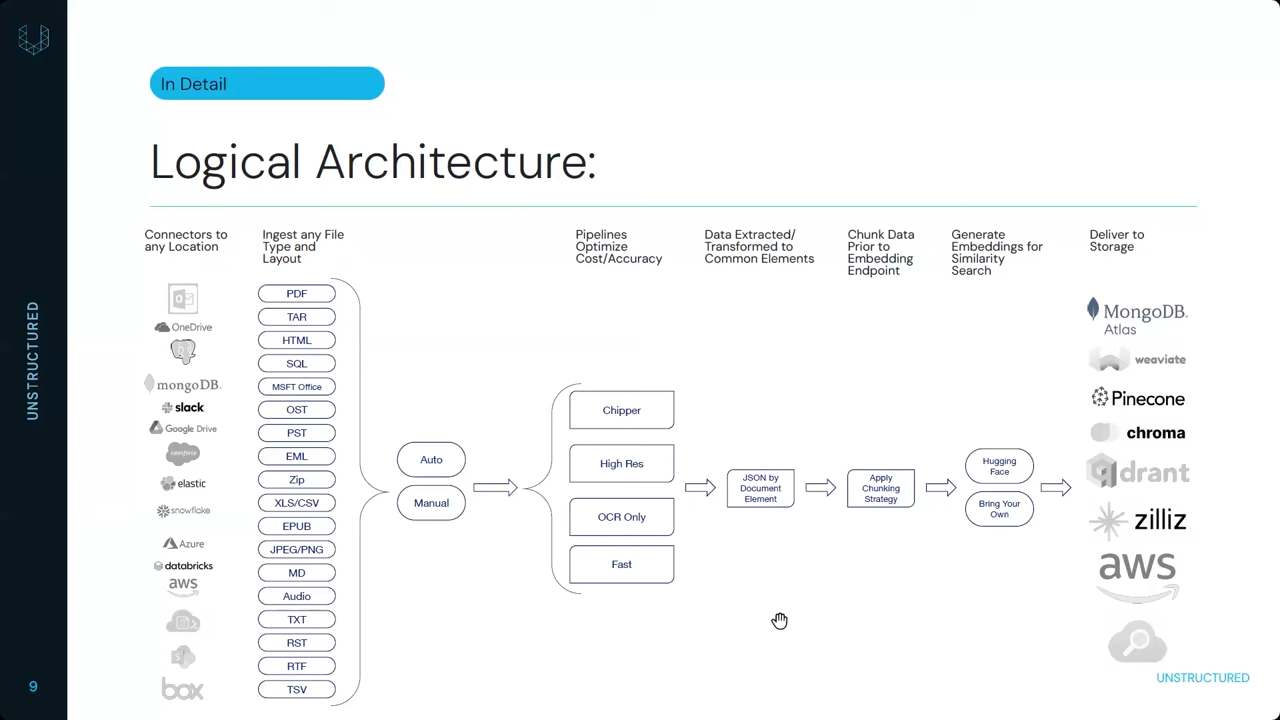 In Detail
Logical Architecture:
Connectors to
any Location
Ingest any File
Type and
Layout
Pipelines
Optimize
Cost/Accuracy
Data Extracted/
Transformed to
Common Elements
Chunk Data
Prior to
Embedding
Endpoint
Generate
Embeddings for
Similarity
Search
Deliver to
Storage
OneDrive
mongoDB.
slack
Google Drive
salesforce
elastic
snowflake
Azure
databricks
aws
box
PDF
TAR
HTML
SQL
MSFT Office
OST
PST
EML
Zip
XLS/CSV
EPUB
JPEG/PNG
MD
Audio
TXT
RST
RTF
TSV
Auto
Manual
Chipper
High Res
OCR Only
Fast
JSON by
Document
Element
Apply
Chunking
Strategy
Hugging
Face
Bring Your
Own
MongoDB.
Atlas
weaviate
Pinecone
chroma
drant
zilliz
aws
UNSTRUCTURED
UNSTRUCTURED
9